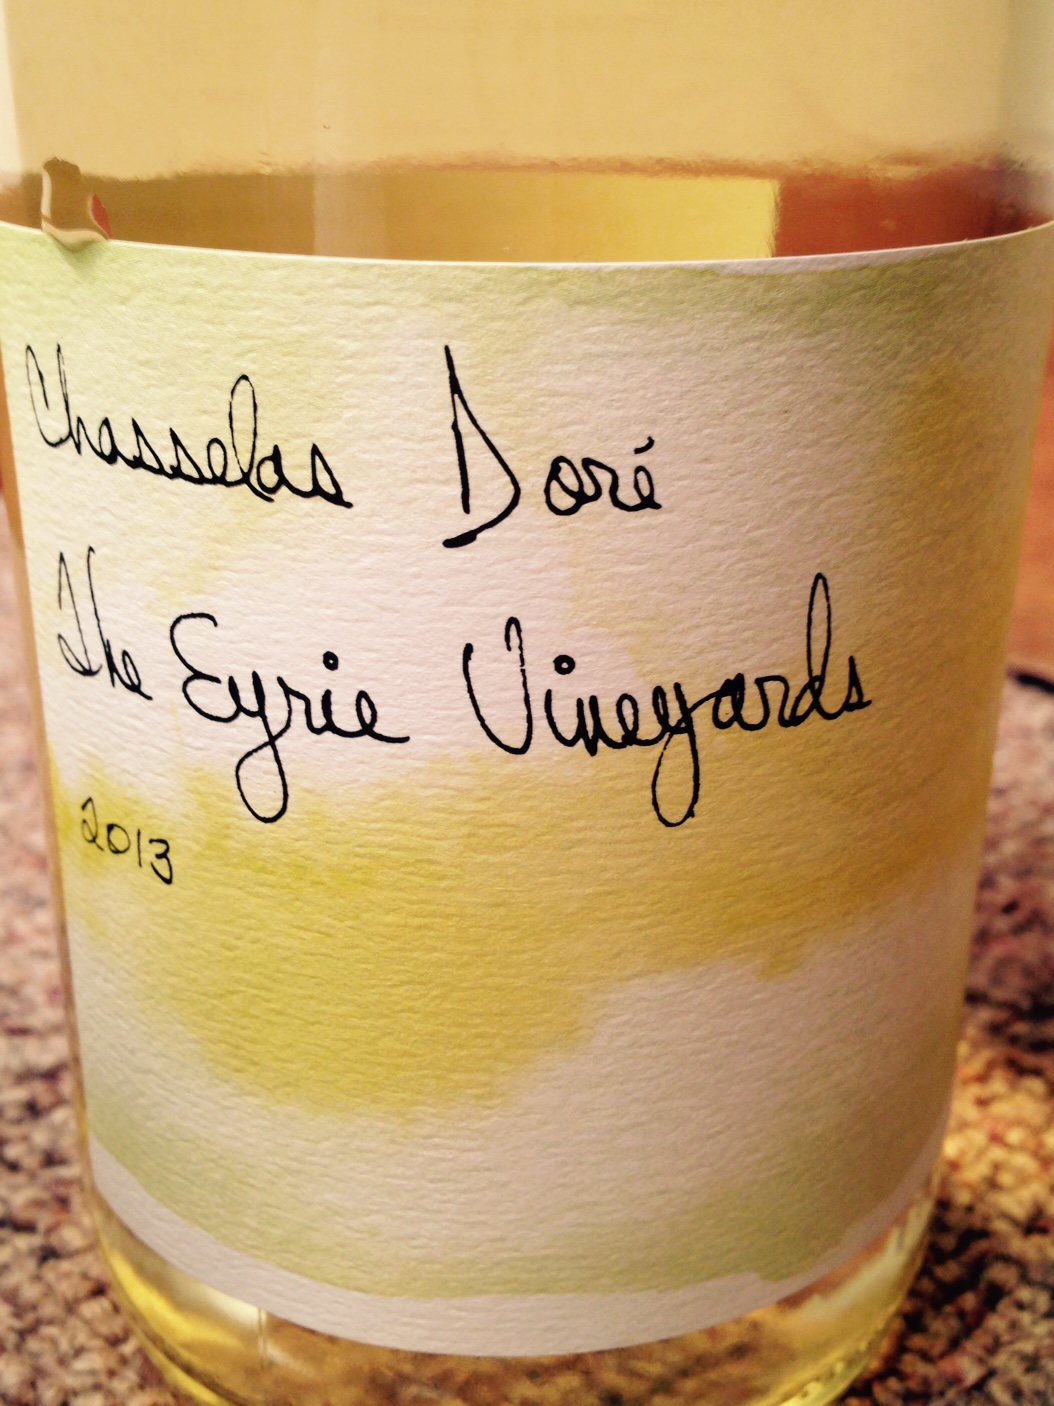 Chasselas Doré
The Eyrie Vineyards
2013